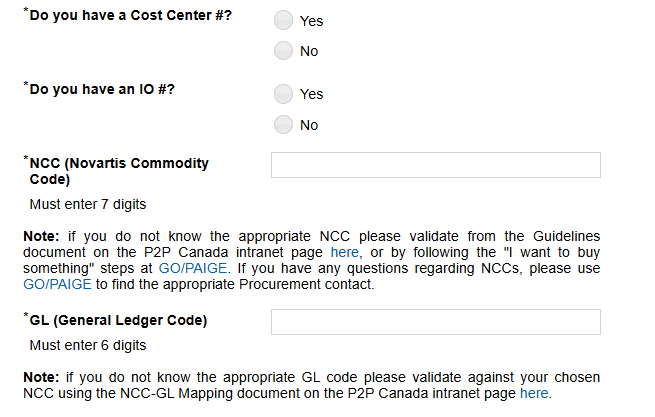 *Do you have a Cost Center #?
Yes
No
*Do you have an IO #?
Yes
No
*NCC (Novartis Commodity
Code)
Must enter 7 digits
Note: if you do not know the appropriate NCC please validate from the Guidelines
document on the P2P Canada intranet page here, or by following the "I want to buy
something" steps at GO/PAIGE. If you have any questions regarding NCCs, please use
GO/PAIGE to find the appropriate Procurement contact.
*GL (General Ledger Code)
Must enter 6 digits
Note: if you do not know the appropriate GL code please validate against your chosen
NCC using the NCC-GL Mapping document on the P2P Canada intranet page here.